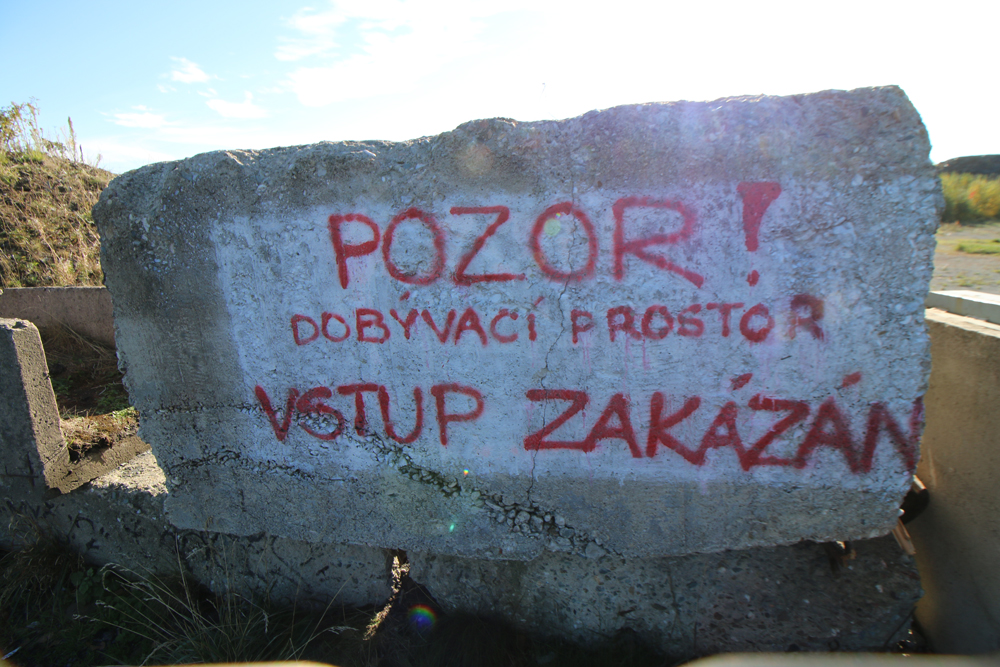 POZOR!
DOBÝVACÍ PROSTOR
VSTUP ZAKÁZÁN